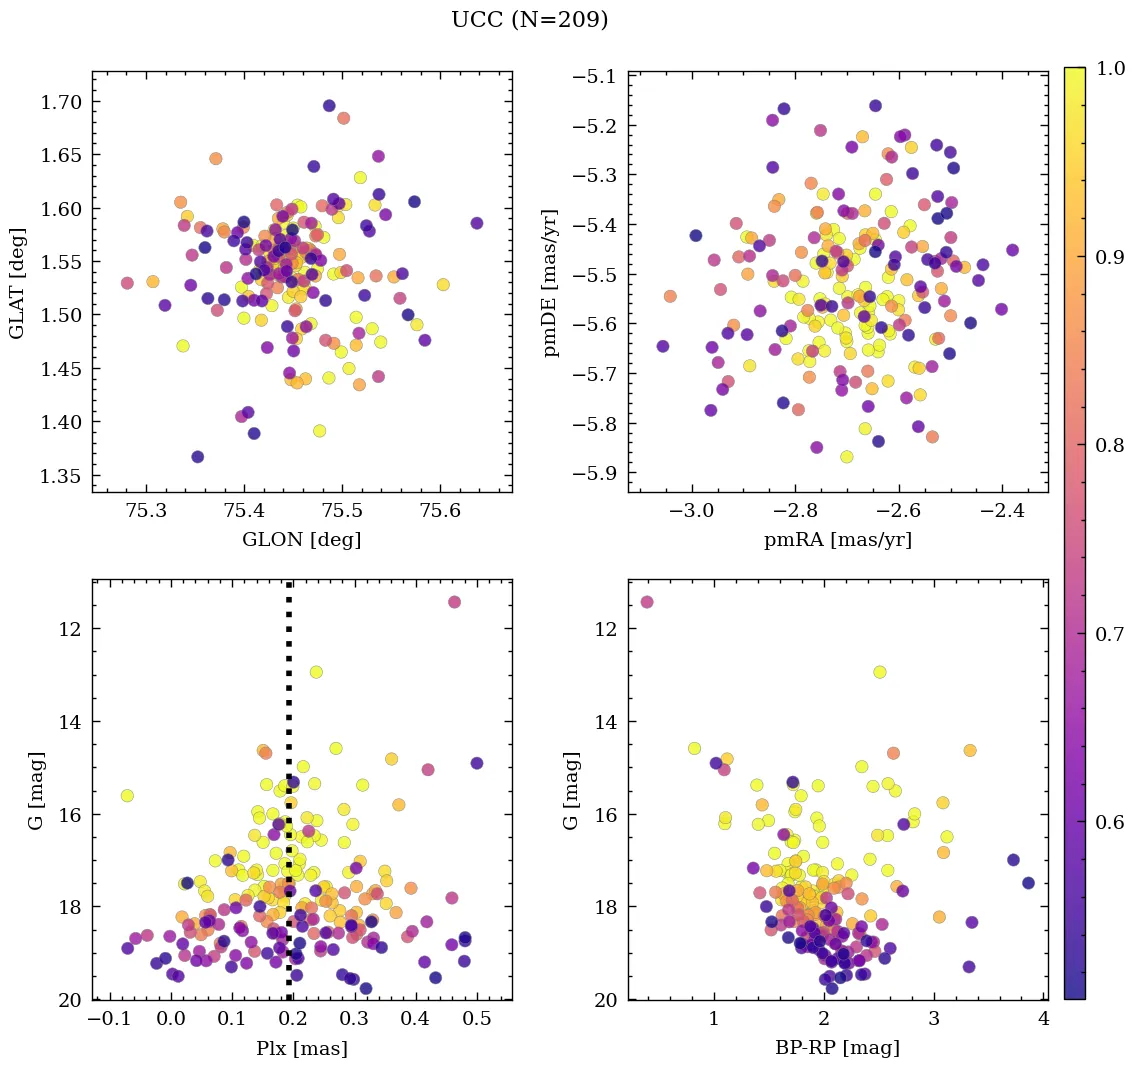 UCC (N=209)
1.70
1.65
1.60
1.55
1.50
1.45
1.40
1.35
GLAT [deg]
75.3 75.4 75.5 75.6
GLON [deg]
−5.1
−5.2
−5.3
−5.4
−5.5
−5.6
−5.7
−5.8
−5.9
pmDE [mas/yr]
−3.0 −2.8 −2.6 −2.4
pmRA [mas/yr]
12
14
16
18
20
G [mag]
−0.1 0.0 0.1 0.2 0.3 0.4 0.5
Plx [mas]
12
14
16
18
20
G [mag]
1 2 3 4
BP-RP [mag]
1.0
0.9
0.8
0.7
0.6